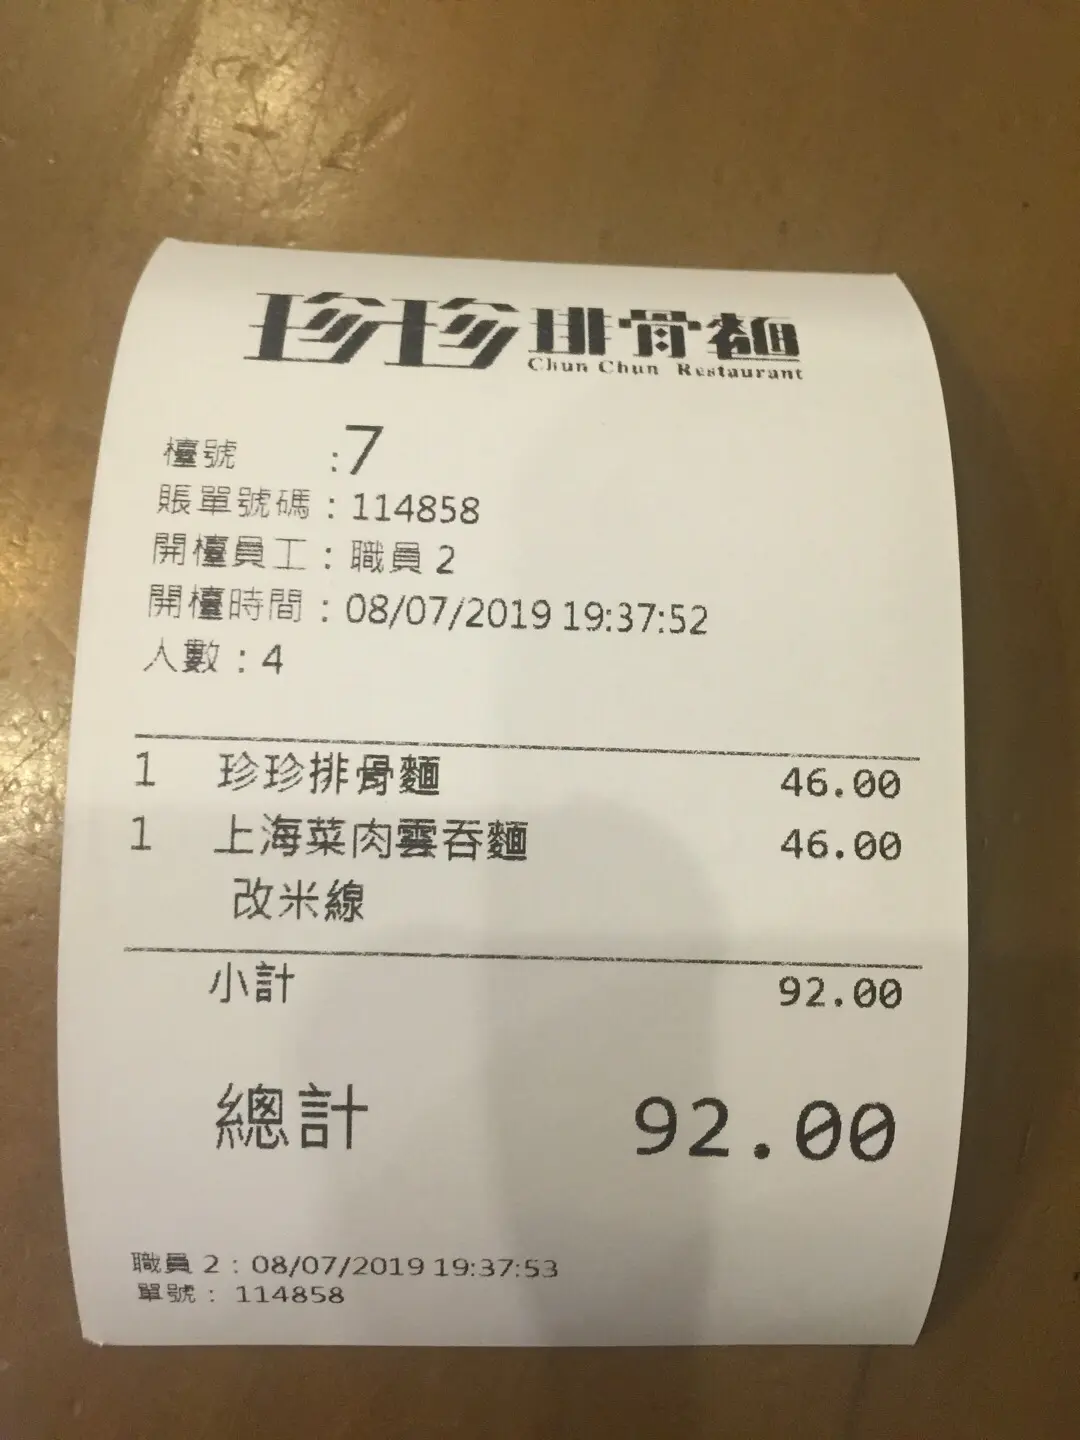 珍珍排骨麵
Chun Chun Restaurant
檯號 :7
賬單號碼：114858
開檯員工：職員 2
開檯時間：08/07/2019 19:37:52
人數：4
1 珍珍排骨麵 46.00
1 上海菜肉雲吞麵 46.00
改米線
小計 92.00
總計 92.00
職員 2：08/07/2019 19:37:53
單號： 114858